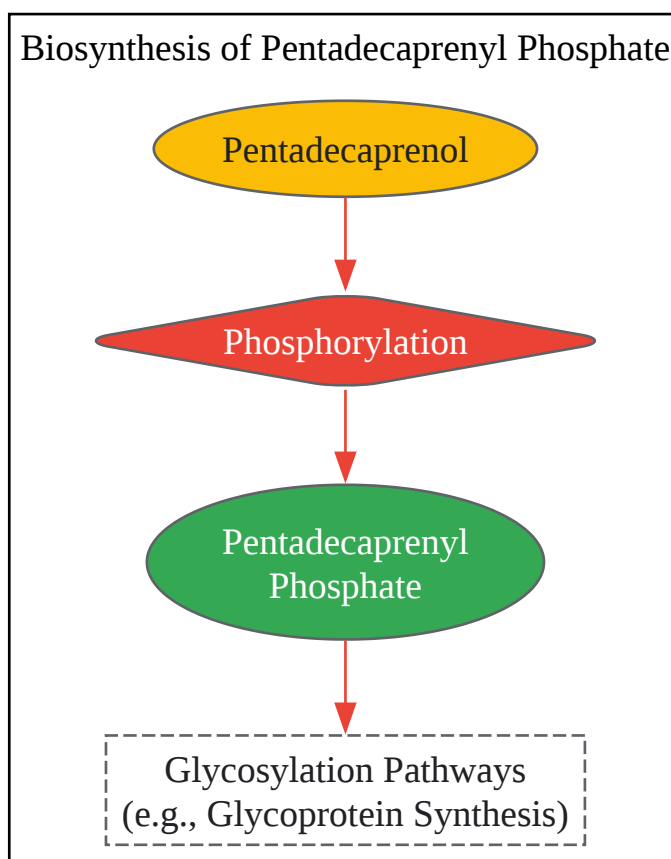 Biosynthesis of Pentadecaprenyl Phosphate
Pentadecaprenol
Phosphorylation
Pentadecaprenyl
Phosphate
Glycosylation Pathways
(e.g., Glycoprotein Synthesis)